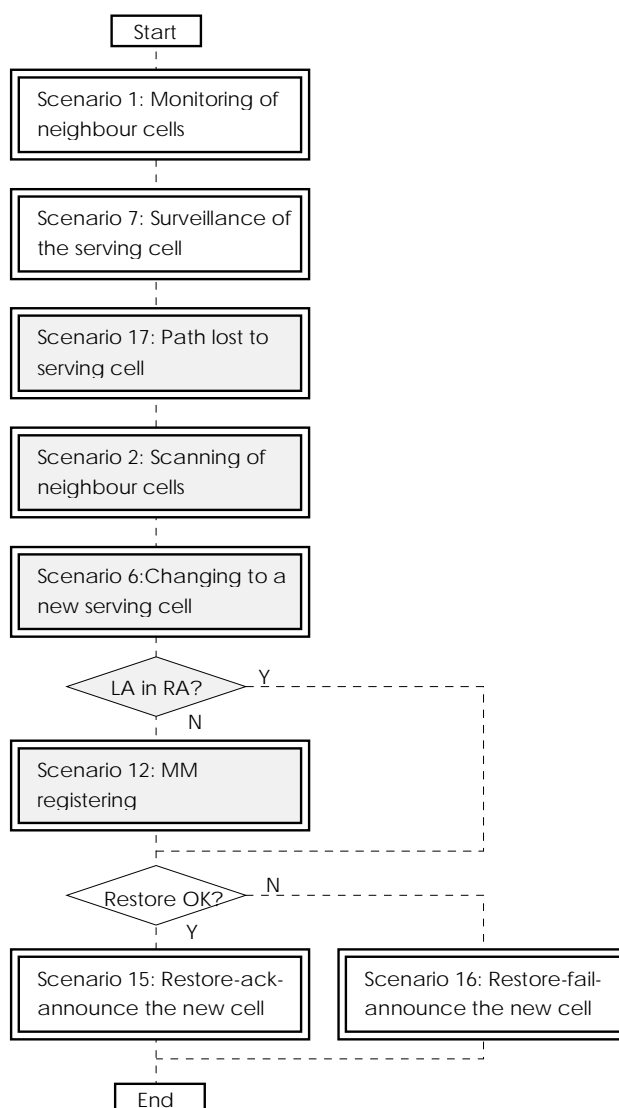 Start
Scenario 1: Monitoring of
neighbour cells
Scenario 7: Surveillance of
the serving cell
Scenario 17: Path lost to
serving cell
Scenario 2: Scanning of
neighbour cells
Scenario 6:Changing to a
new serving cell
LA in RA?
Y
N
Scenario 12: MM
registering
Restore OK?
N
Y
Scenario 15: Restore-ack-
announce the new cell
Scenario 16: Restore-fail-
announce the new cell
End